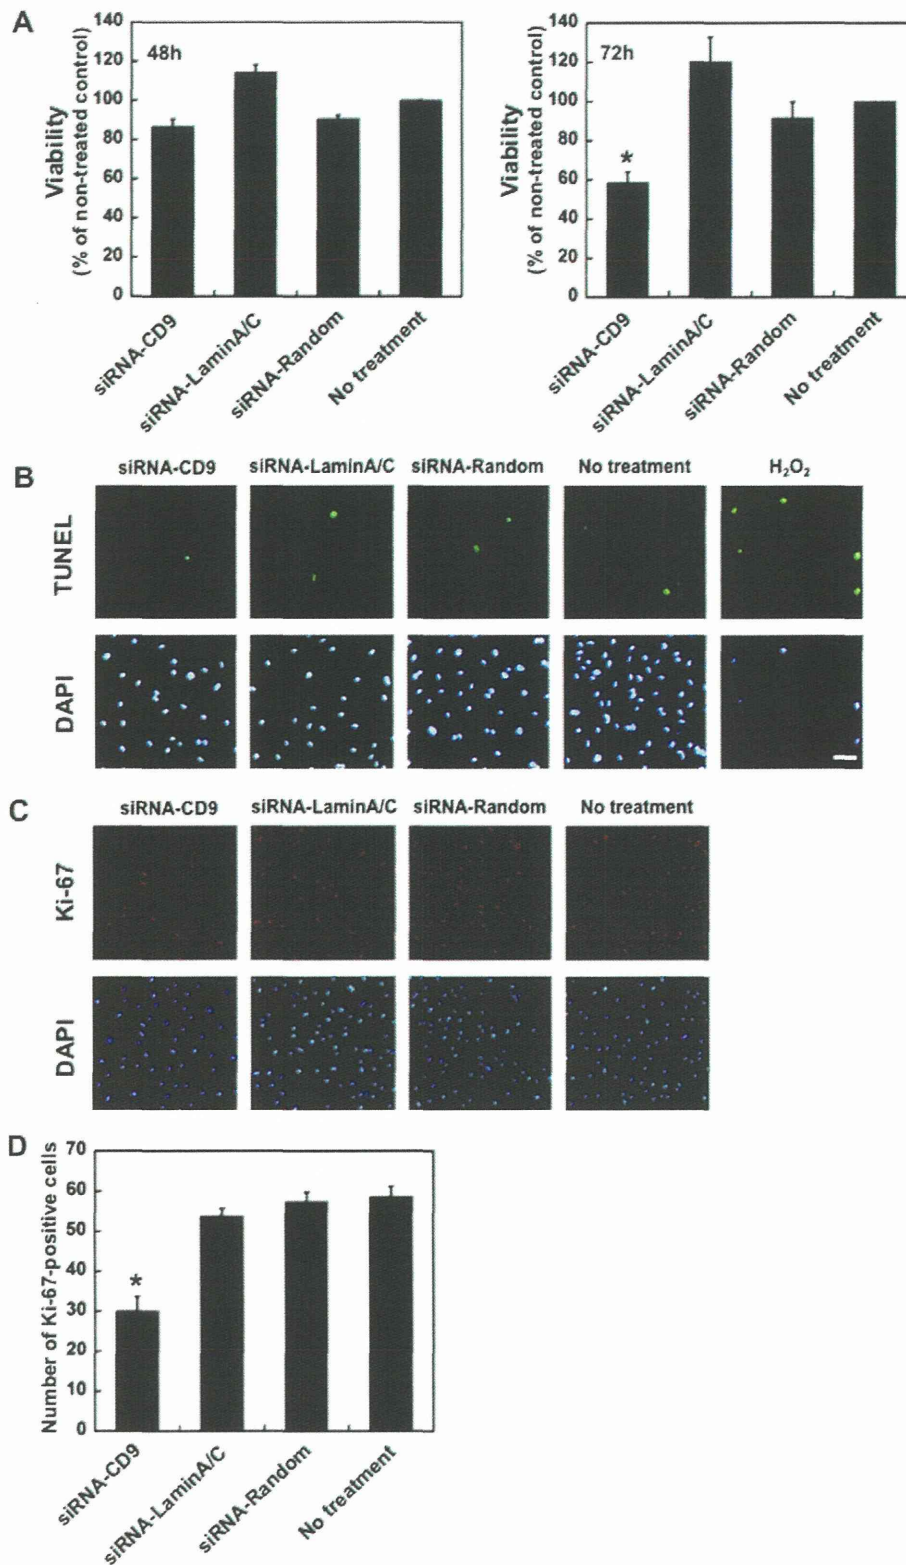 A
Viability
(% of non-treated control)
140
120
100
80
60
40
20
0
48h
siRNA-CD9
siRNA-LaminA/C
siRNA-Random
No treatment
Viability
(% of non-treated control)
140
120
100
80
60
40
20
0
72h
*
siRNA-CD9
siRNA-LaminA/C
siRNA-Random
No treatment
B
siRNA-CD9 siRNA-LaminA/C siRNA-Random No treatment H₂O₂
TUNEL
DAPI
C
siRNA-CD9 siRNA-LaminA/C siRNA-Random No treatment
Ki-67
DAPI
D
Number of Ki-67-positive cells
70
60
50
40
30
20
10
0
*
siRNA-CD9
siRNA-LaminA/C
siRNA-Random
No treatment